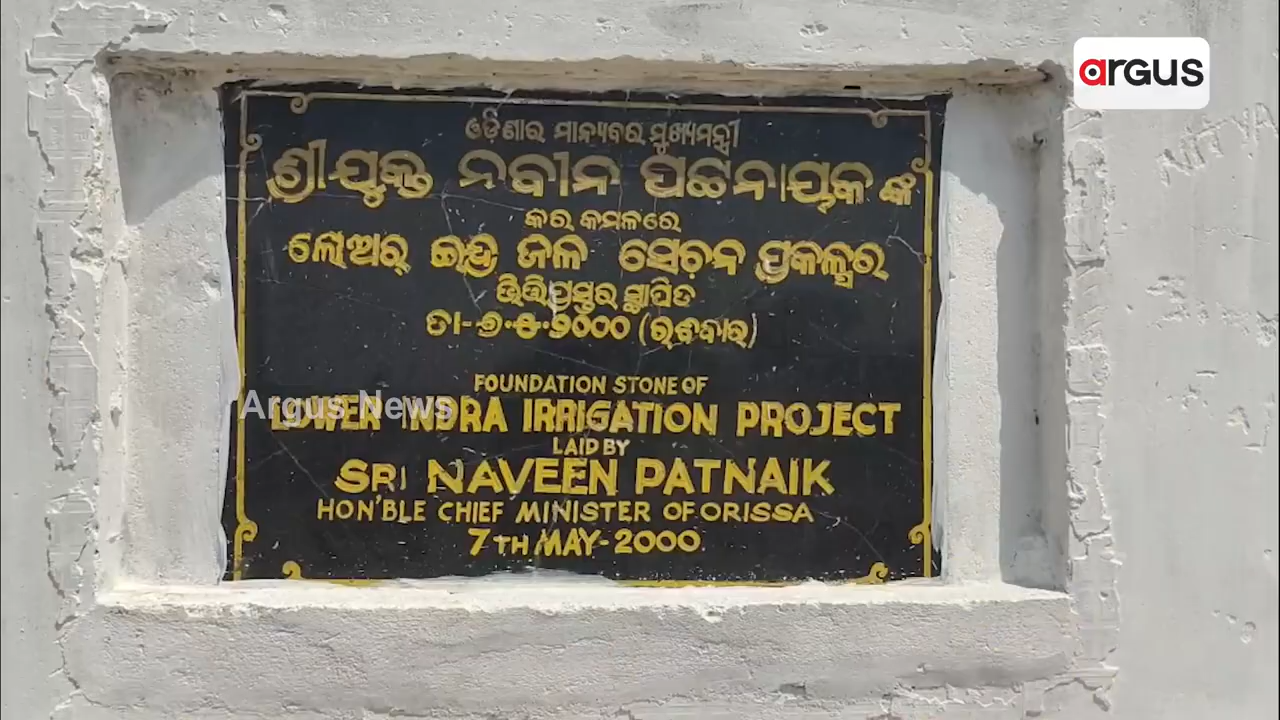 argus
ଓଡ଼ିଶାର ମାନ୍ୟବର ମୁଖ୍ୟମନ୍ତ୍ରୀ
ଶ୍ରୀଯୁକ୍ତ ନବୀନ ପଟ୍ଟନାୟକ ଙ୍କ
କର କମଳରେ
ଲୋଅର୍ ଇନ୍ଦ୍ର ଜଳ ସେଚନ ପ୍ରକଳ୍ପର
ଭିତ୍ତିପ୍ରସ୍ତର ସ୍ଥାପିତ
ତା-୭.୫.୨୦୦୦ (ରବିବାର)
FOUNDATION STONE OF
LOWER INDRA IRRIGATION PROJECT
Argus News
LAID BY
SRI NAVEEN PATNAIK
HON'BLE CHIEF MINISTER OF ORISSA
7TH MAY-2000